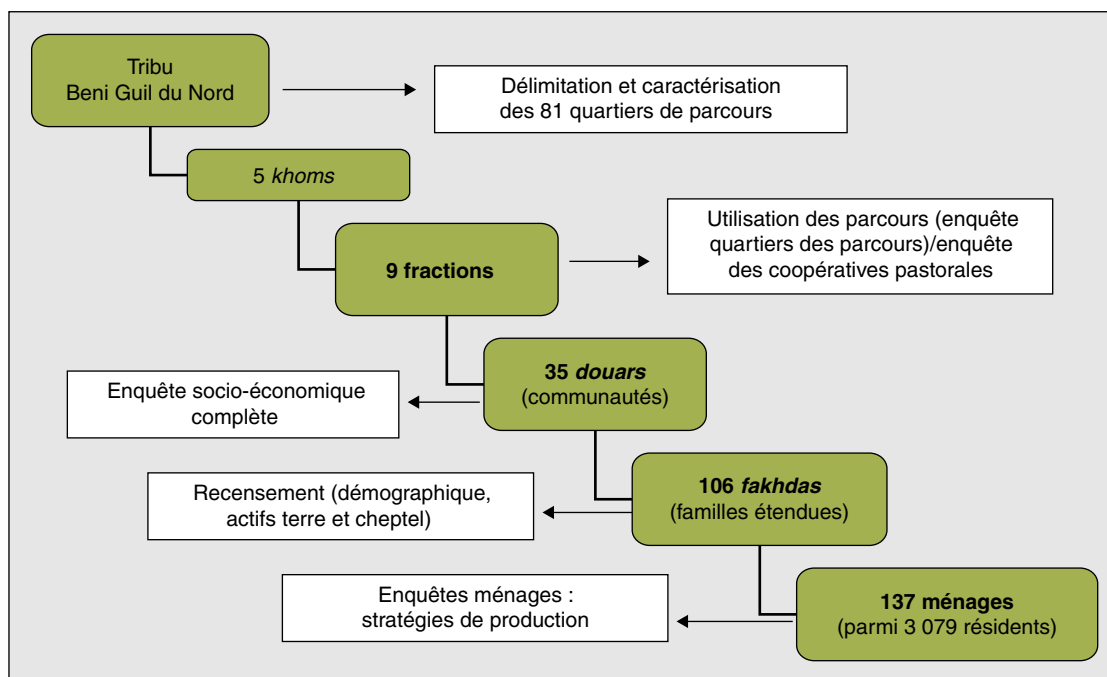 Tribu
Beni Guil du Nord
Délimitation et caractérisation
des 81 quartiers de parcours
5 khoms
Utilisation des parcours (enquête
quartiers des parcours)/enquête
des coopératives pastorales
9 fractions
35 douars
(communautés)
Enquête socio-économique
complète
106 fakhdas
(familles étendues)
Recensement (démographique,
actifs terre et cheptel)
Enquêtes ménages :
stratégies de production
137 ménages
(parmi 3 079 résidents)